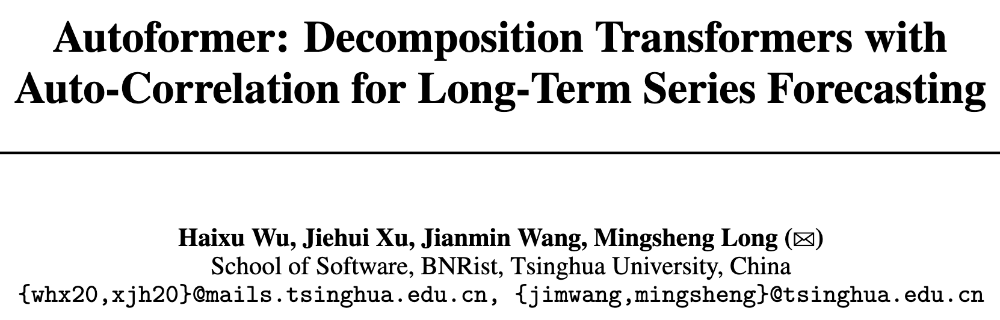 Autoformer: Decomposition Transformers with
Auto-Correlation for Long-Term Series Forecasting
Haixu Wu, Jiehui Xu, Jianmin Wang, Mingsheng Long (✉)
School of Software, BNRist, Tsinghua University, China
{whx20,xjh20}@mails.tsinghua.edu.cn, {jimwang,mingsheng}@tsinghua.edu.cn